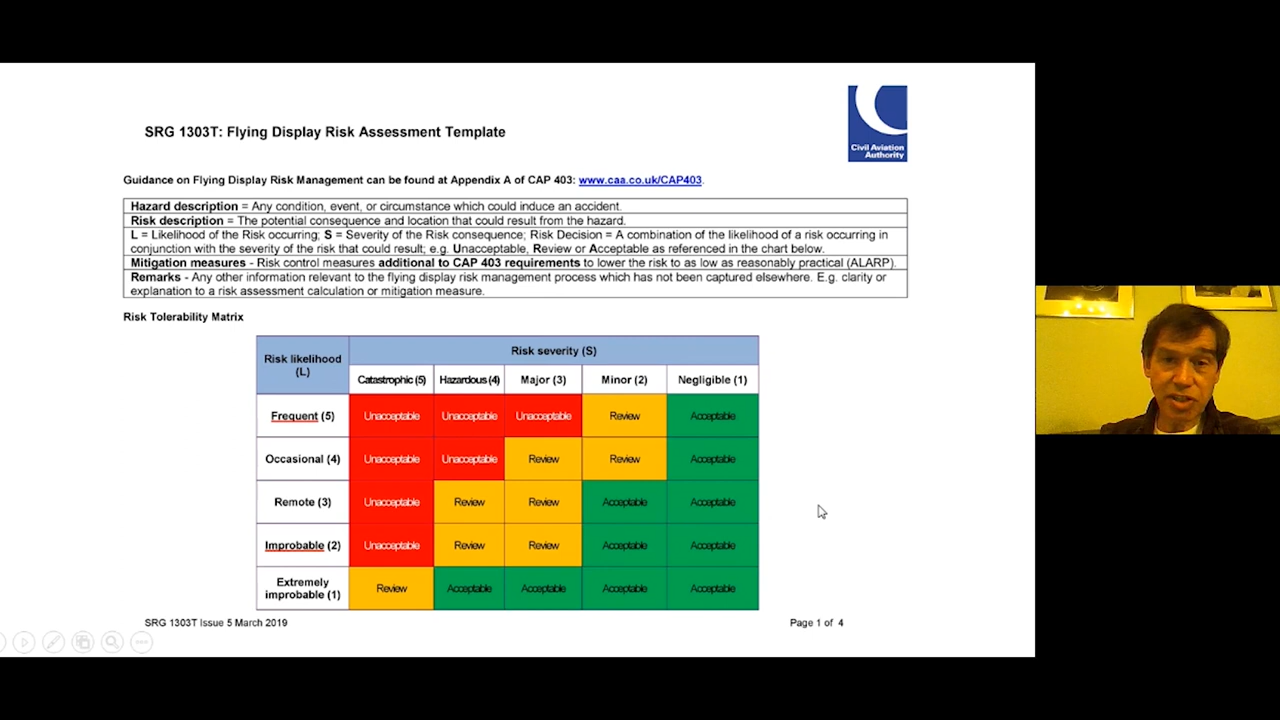 SRG 1303T: Flying Display Risk Assessment Template
Civil Aviation
Authority
Guidance on Flying Display Risk Management can be found at Appendix A of CAP 403: www.caa.co.uk/CAP403.
Hazard description = Any condition, event, or circumstance which could induce an accident.
Risk description = The potential consequence and location that could result from the hazard.
L = Likelihood of the Risk occurring; S = Severity of the Risk consequence; Risk Decision = A combination of the likelihood of a risk occurring in
conjunction with the severity of the risk that could result; e.g. Unacceptable, Review or Acceptable as referenced in the chart below.
Mitigation measures - Risk control measures additional to CAP 403 requirements to lower the risk to as low as reasonably practical (ALARP).
Remarks - Any other information relevant to the flying display risk management process which has not been captured elsewhere. E.g. clarity or
explanation to a risk assessment calculation or mitigation measure.
Risk Tolerability Matrix
Risk likelihood
(L)
Risk severity (S)
Catastrophic (5) Hazardous (4) Major (3) Minor (2) Negligible (1)
Frequent (5) Unacceptable Unacceptable Unacceptable Review Acceptable
Occasional (4) Unacceptable Unacceptable Review Review Acceptable
Remote (3) Unacceptable Review Review Acceptable Acceptable
Improbable (2) Unacceptable Review Review Acceptable Acceptable
Extremely
improbable (1) Review Acceptable Acceptable Acceptable Acceptable
SRG 1303T Issue 5 March 2019 Page 1 of 4